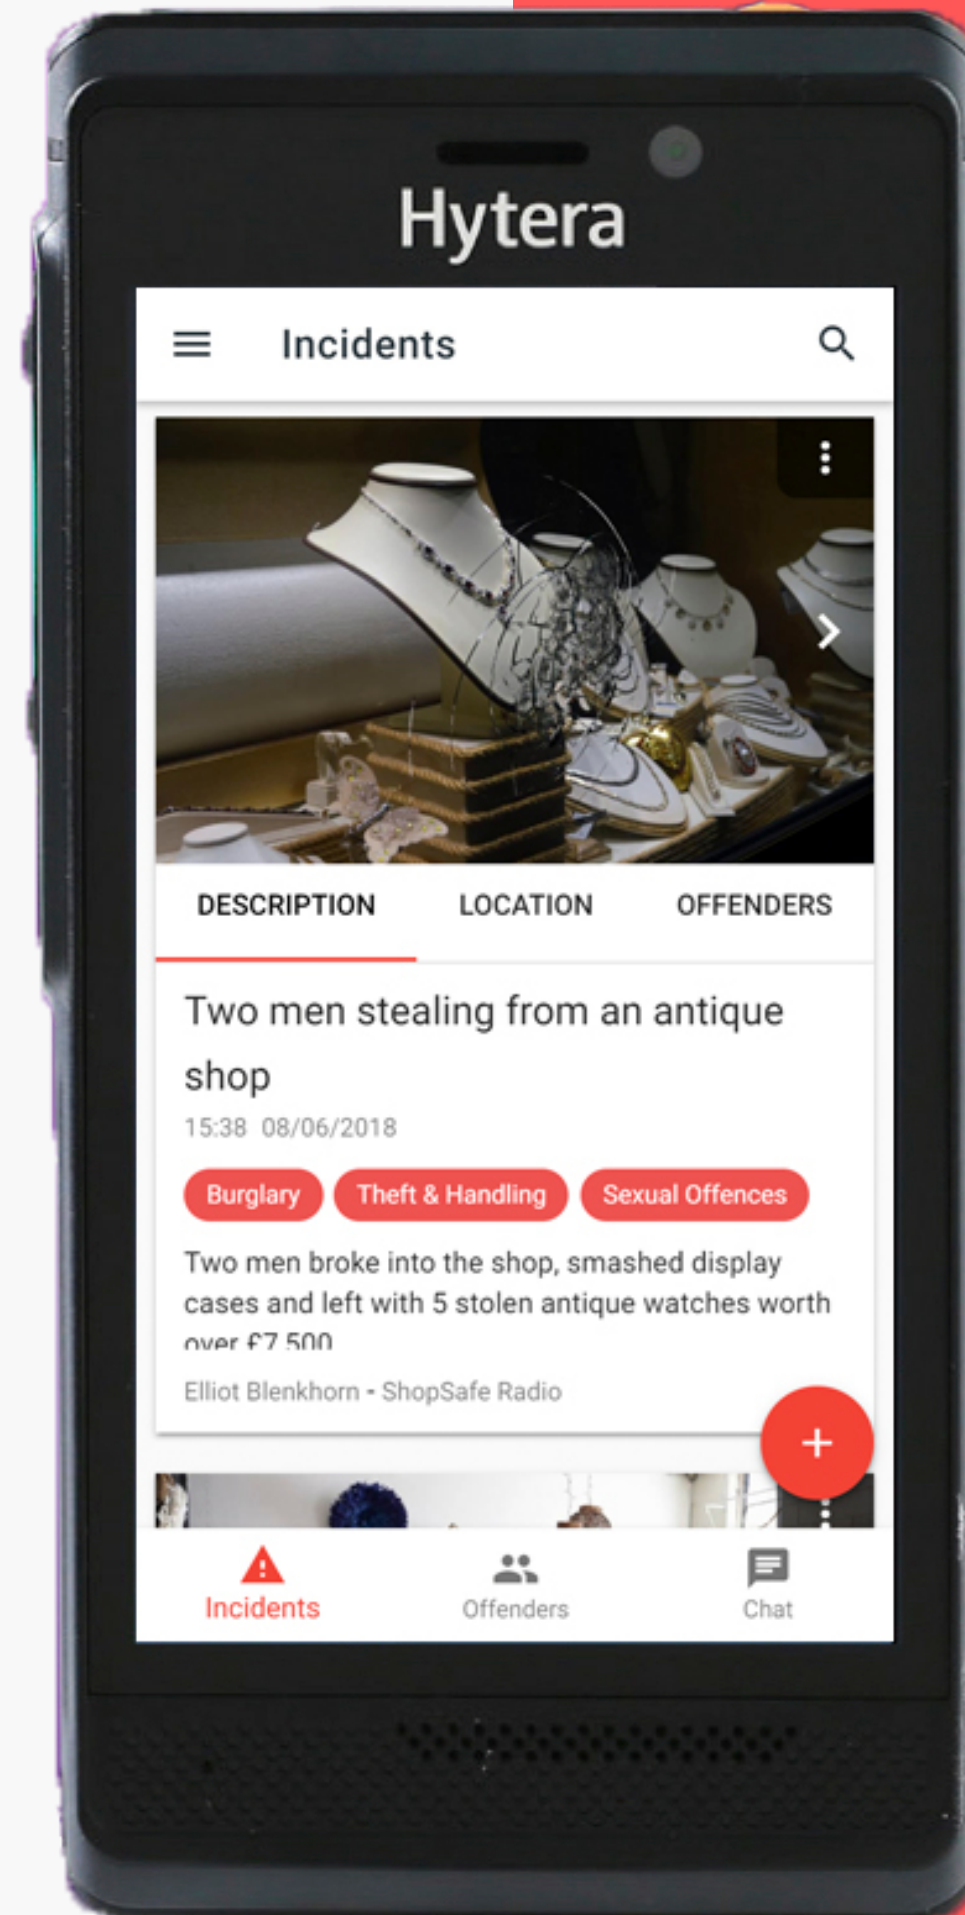 Hytera
Incidents
DESCRIPTION LOCATION OFFENDERS
Two men stealing from an antique
shop
15:38 08/06/2018
Burglary Theft & Handling Sexual Offences
Two men broke into the shop, smashed display
cases and left with 5 stolen antique watches worth
over £7,500
Elliot Blenkhorn - ShopSafe Radio
+
Incidents Offenders Chat